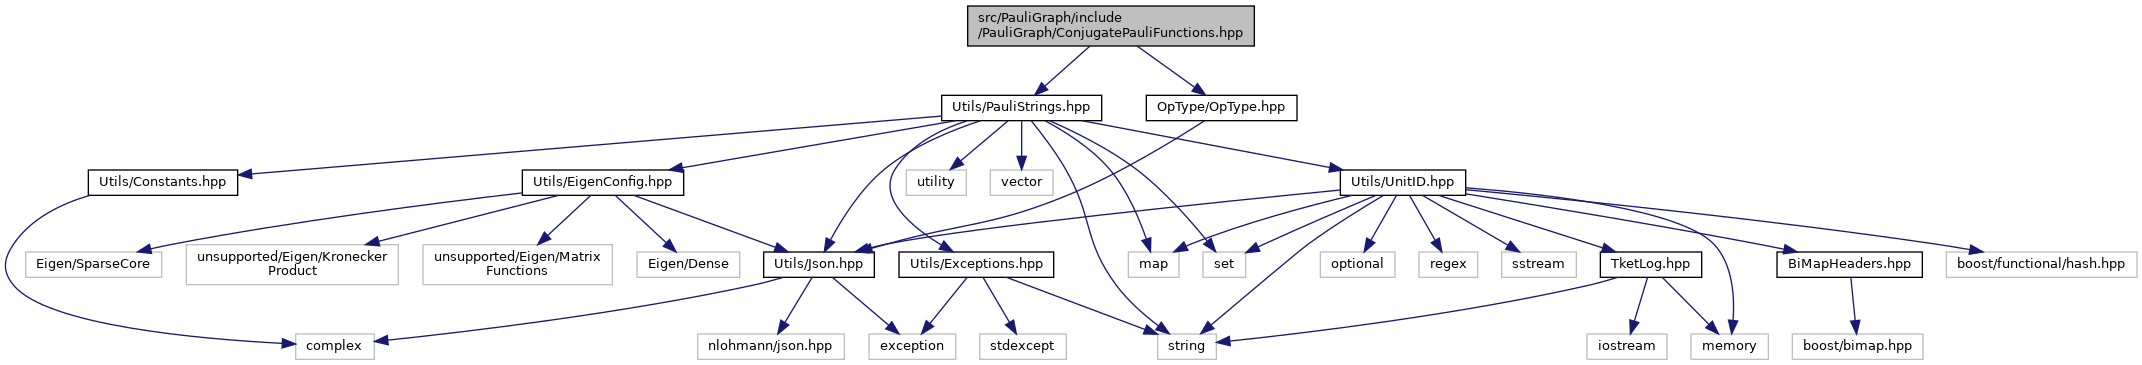 src/PauliGraph/include
/PauliGraph/ConjugatePauliFunctions.hpp
Utils/PauliStrings.hpp
OpType/OpType.hpp
Utils/Constants.hpp
Utils/EigenConfig.hpp
utility
vector
Utils/UnitID.hpp
Eigen/SparseCore
unsupported/Eigen/Kronecker
Product
unsupported/Eigen/Matrix
Functions
Eigen/Dense
Utils/Json.hpp
Utils/Exceptions.hpp
map
set
optional
regex
sstream
TketLog.hpp
BiMapHeaders.hpp
boost/functional/hash.hpp
complex
nlohmann/json.hpp
exception
stdexcept
string
iostream
memory
boost/bimap.hpp